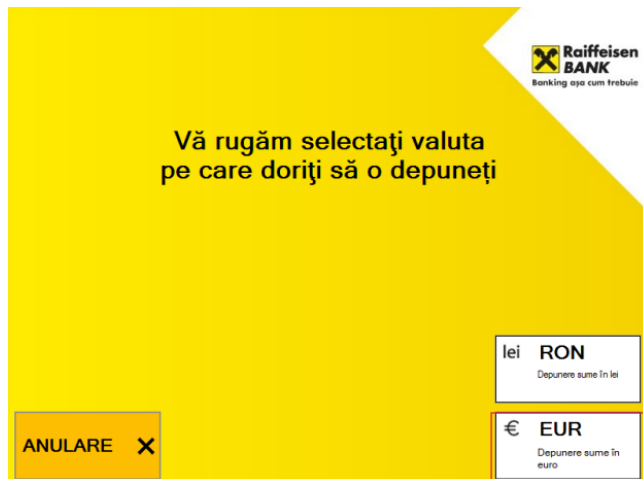 Raiffeisen
BANK
Banking așa cum trebuie
Vă rugăm selectaţi valuta
pe care doriţi să o depuneți
lei RON
Depunere sume în lei
€ EUR
Depunere sume în
euro
ANULARE X